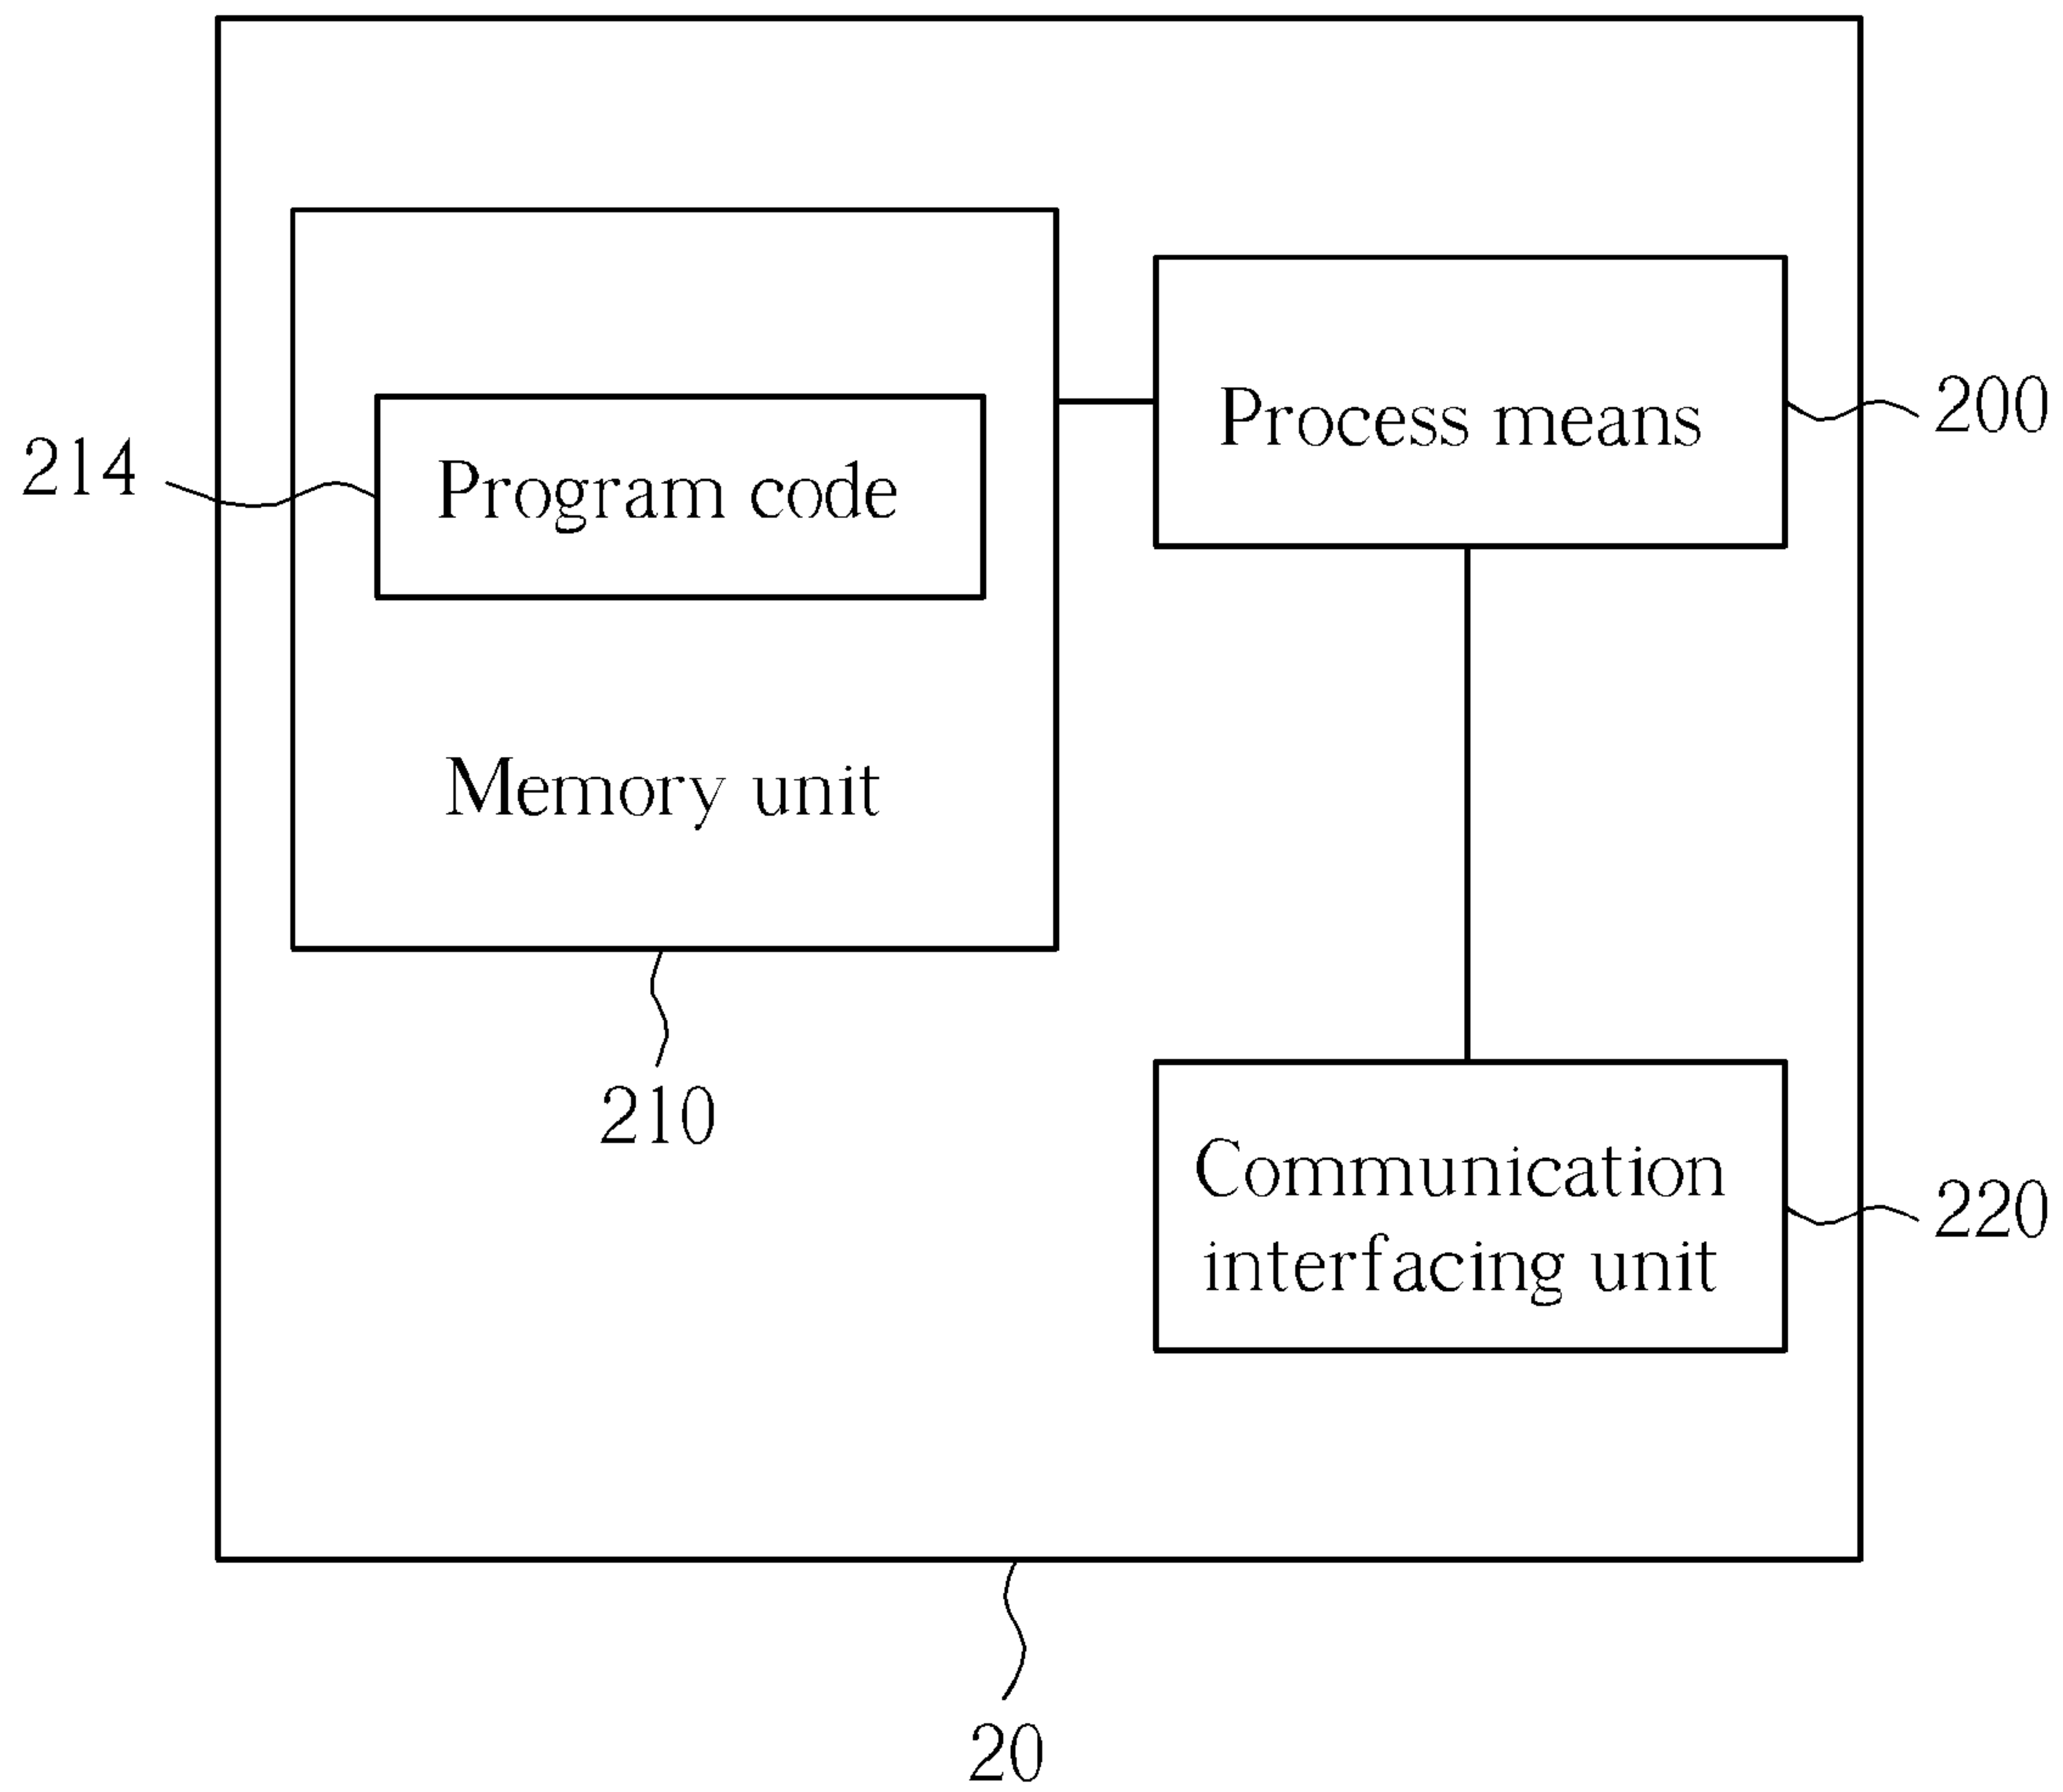 Process means
200
214
Program code
Memory unit
210
Communication
interfacing unit
220
20